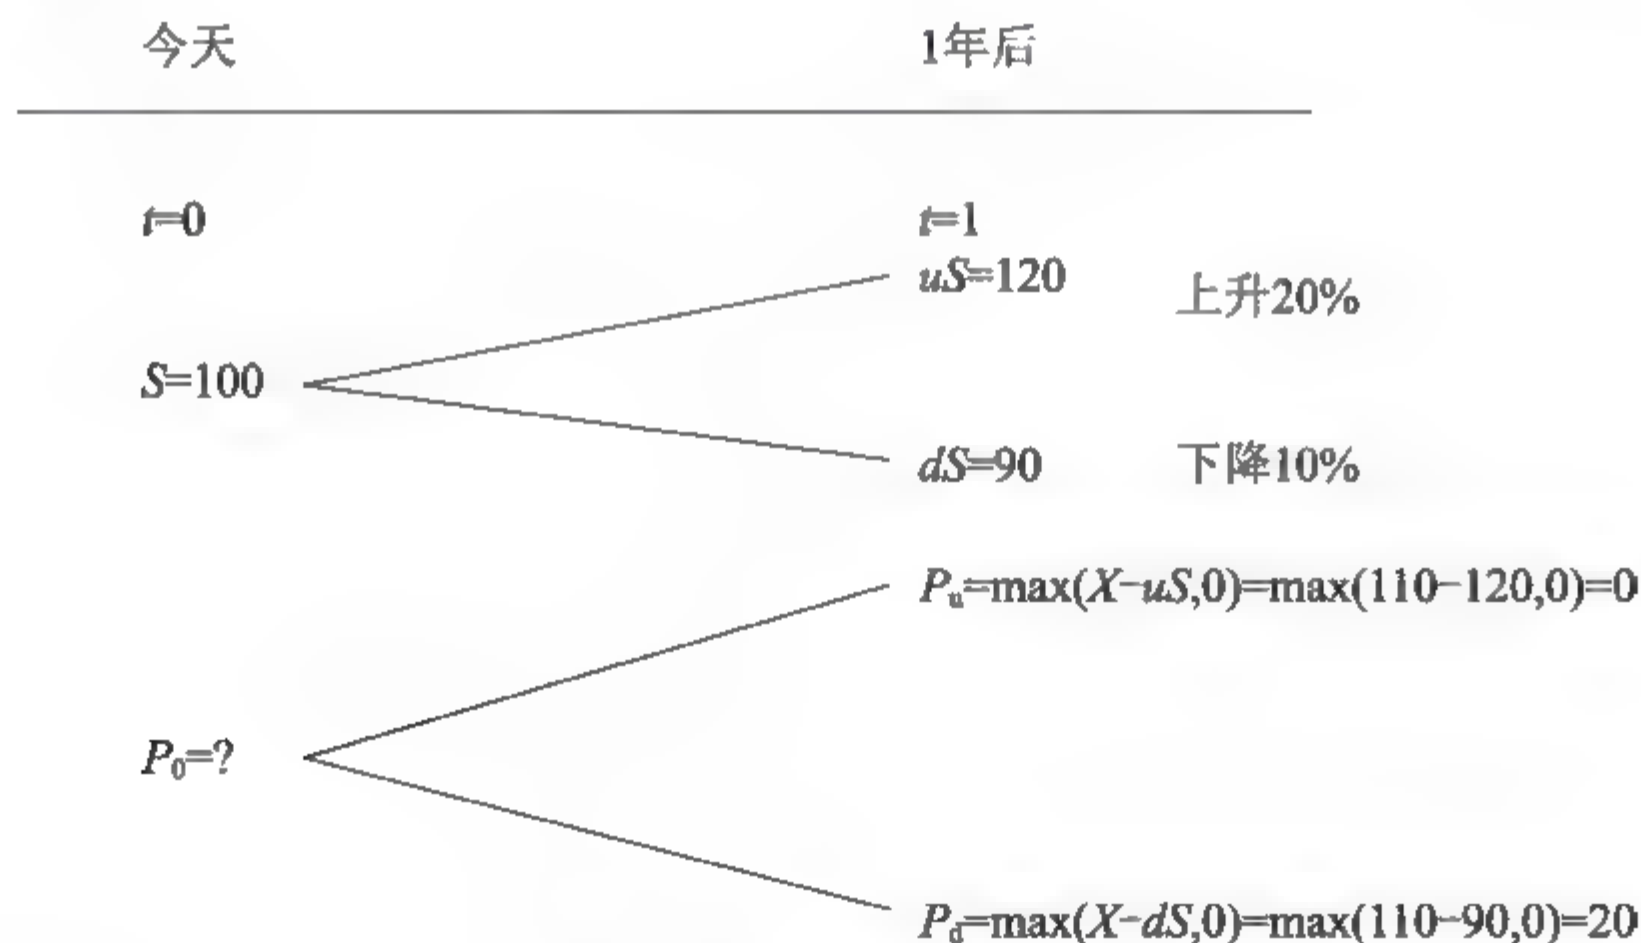 今天 1年后
t=0 t=1
uS=120 上升20%
S=100
dS=90 下降10%
Pu=max(X-uS,0)=max(110-120,0)=0
P0=?
Pd=max(X-dS,0)=max(110-90,0)=20